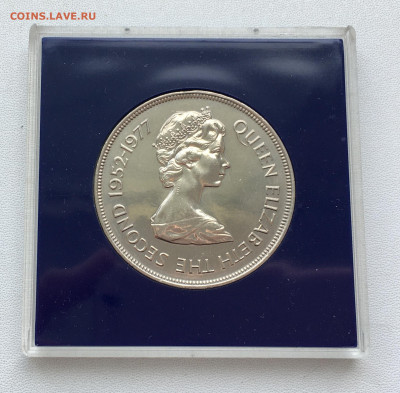 COINS.LAVE.RU
QUEEN ELIZABETH THE SECOND 1952·1977